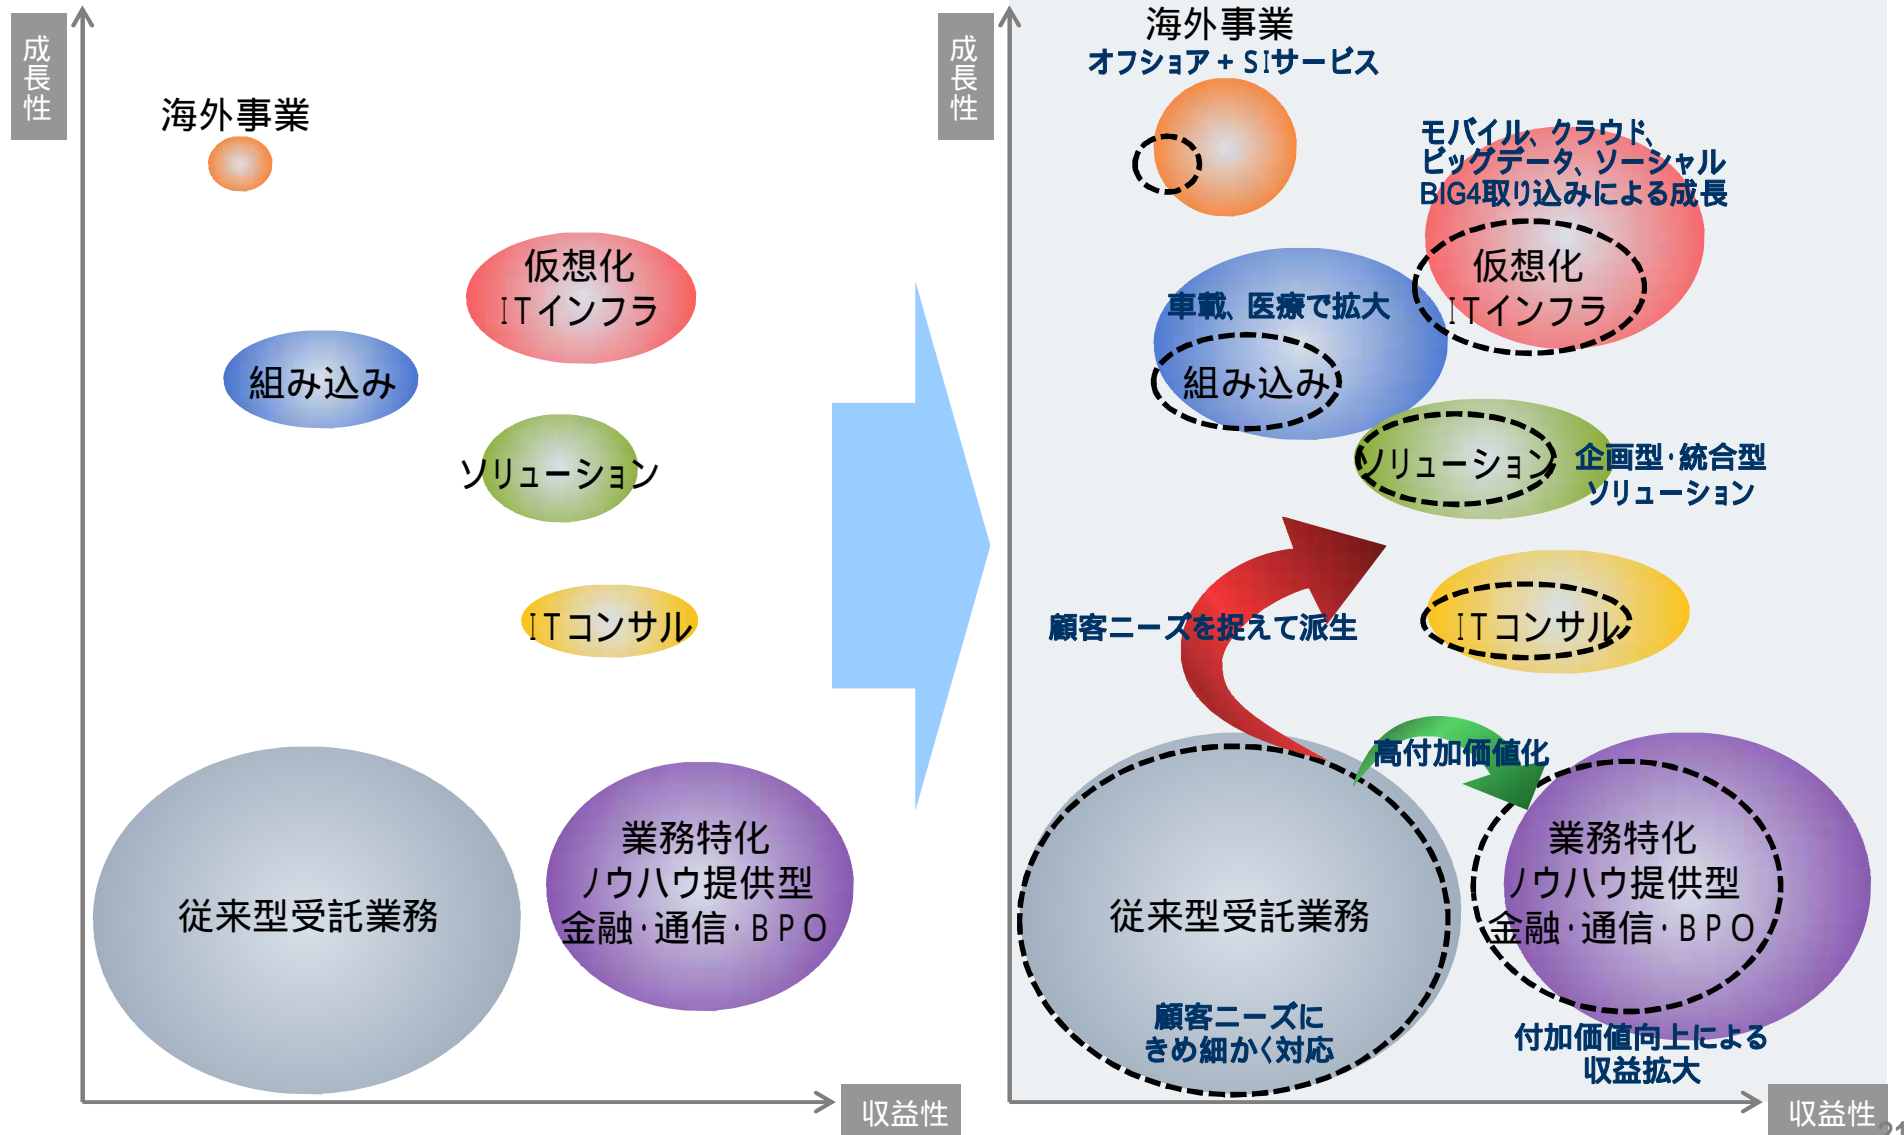 成長性
海外事業
仮想化
ITインフラ
組み込み
ソリューション
ITコンサル
従来型受託業務
業務特化
ノウハウ提供型
金融・通信・BPO
収益性
成長性
海外事業
オフショア+SIサービス
モバイル、クラウド、
ビッグデータ、ソーシャル
BIG4取り込みによる成長
仮想化
ITインフラ
車載、医療で拡大
組み込み
ソリューション
企画型・統合型
ソリューション
顧客ニーズを捉えて派生
ITコンサル
高付加価値化
業務特化
ノウハウ提供型
金融・通信・BPO
従来型受託業務
顧客ニーズに
きめ細かく対応
付加価値向上による
収益拡大
収益性